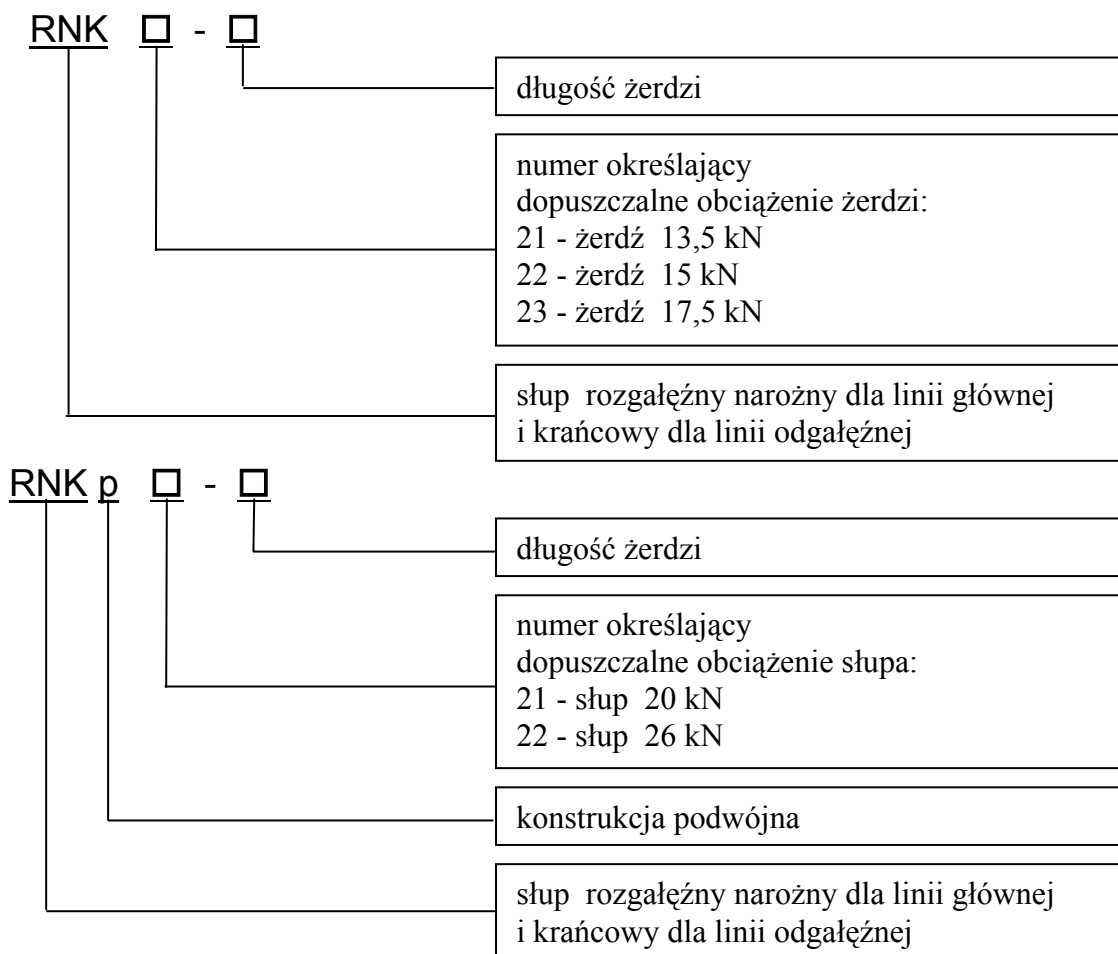 RNK □ - □
długość żerdzi
numer określający
dopuszczalne obciążenie żerdzi:
21 - żerdź 13,5 kN
22 - żerdź 15 kN
23 - żerdź 17,5 kN
słup rozgałęźny narożny dla linii głównej
i krańcowy dla linii odgałęźnej
RNK p □ - □
długość żerdzi
numer określający
dopuszczalne obciążenie słupa:
21 - słup 20 kN
22 - słup 26 kN
konstrukcja podwójna
słup rozgałęźny narożny dla linii głównej
i krańcowy dla linii odgałęźnej